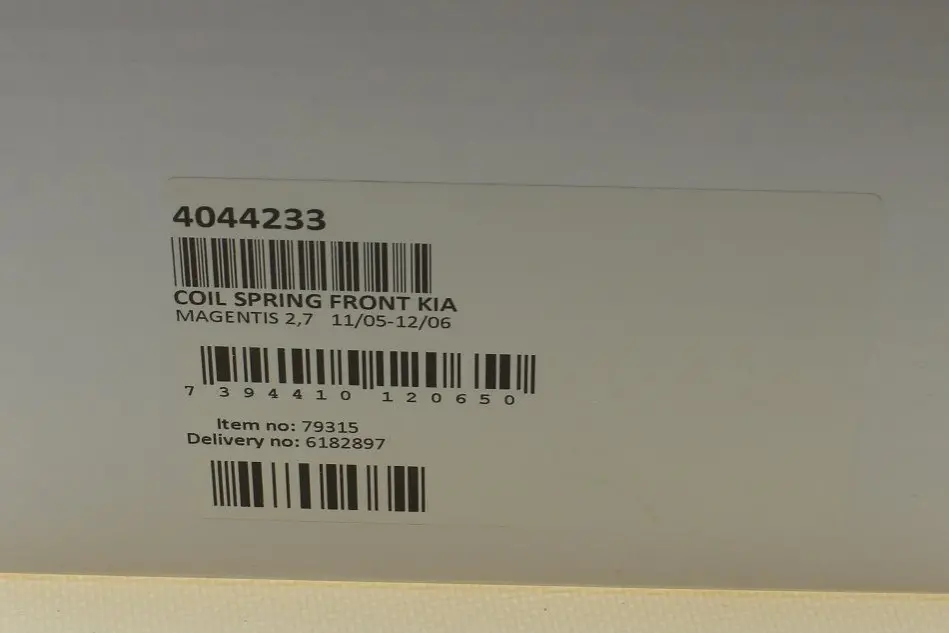 4044233
COIL SPRING FRONT KIA
MAGENTIS 2,7 11/05-12/06
7 394410 120650
Item no: 79315
Delivery no: 6182897